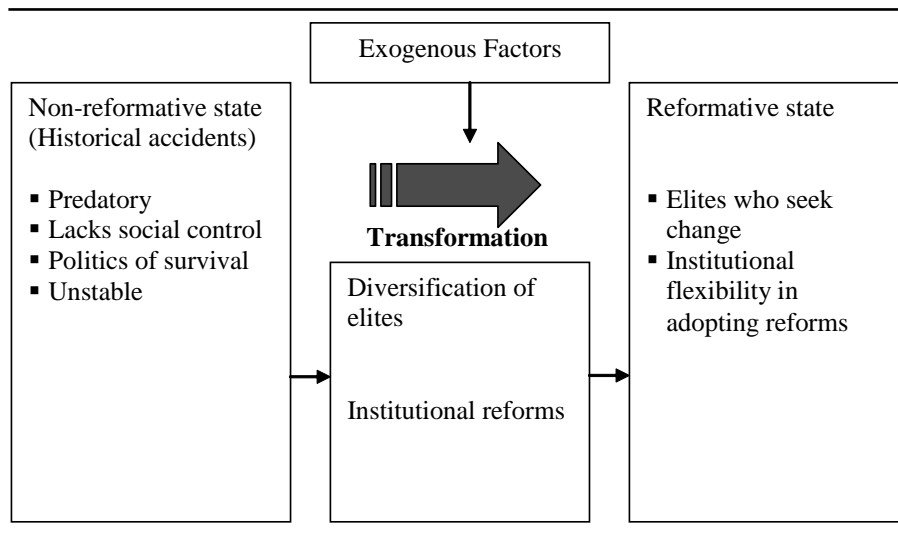 Exogenous Factors
Non-reformative state
(Historical accidents)
▪ Predatory
▪ Lacks social control
▪ Politics of survival
▪ Unstable
Transformation
Diversification of
elites
Institutional reforms
Reformative state
▪ Elites who seek
change
▪ Institutional
flexibility in
adopting reforms